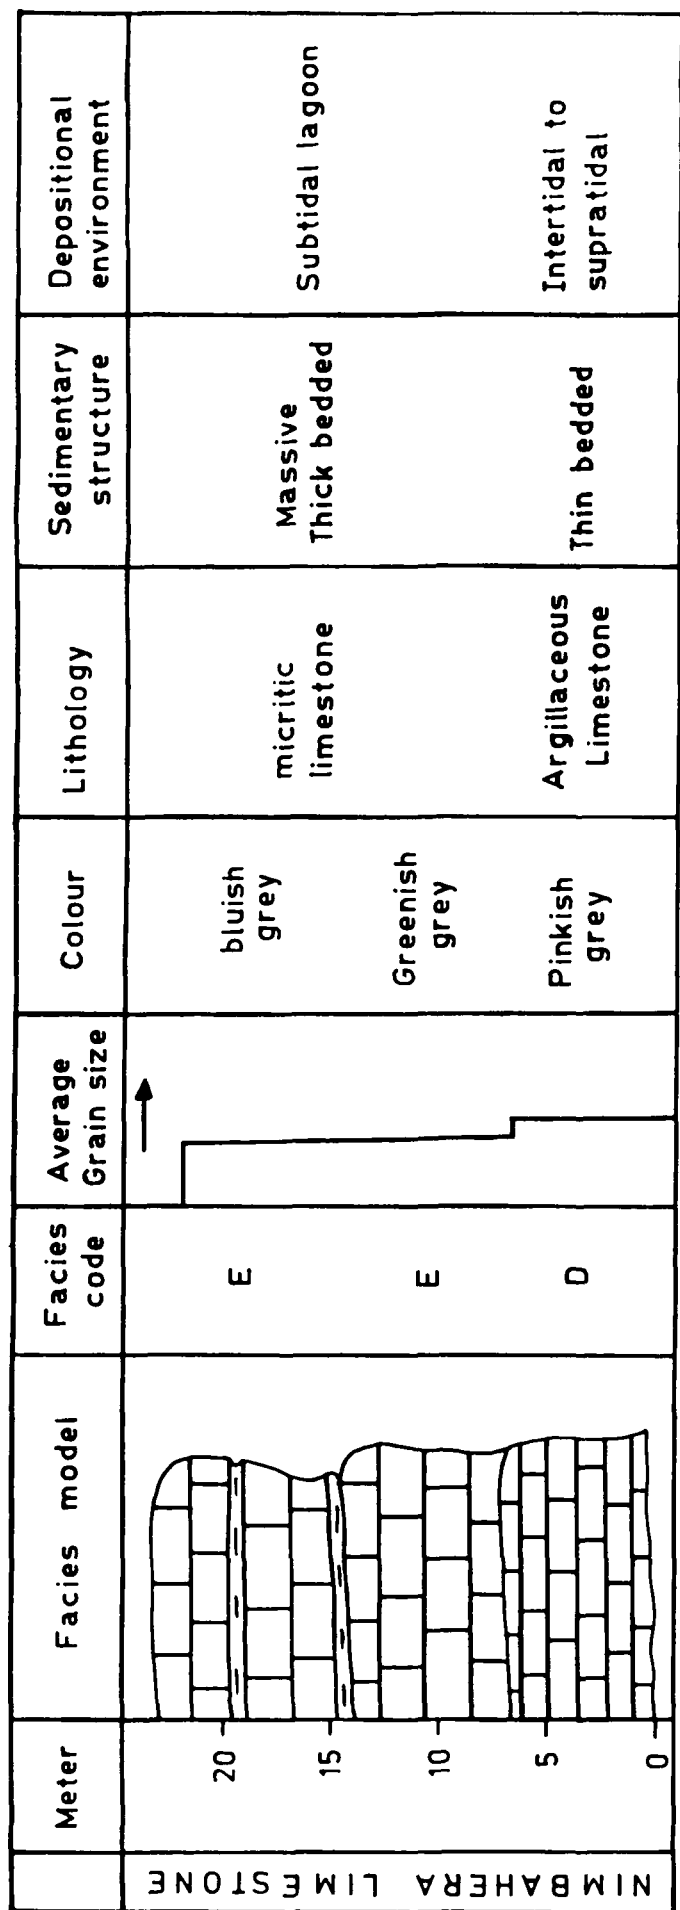 Meter
Facies model
Facies
code
Average
Grain size
Colour
Lithology
Sedimentary
structure
Depositional
environment
NIMBAHERA LIMESTONE
20
15
10
5
0
E
E
D
bluish
grey
Greenish
grey
Pinkish
grey
micritic
limestone
Argillaceous
Limestone
Massive
Thick bedded
Thin bedded
Subtidal lagoon
Intertidal to
supratidal